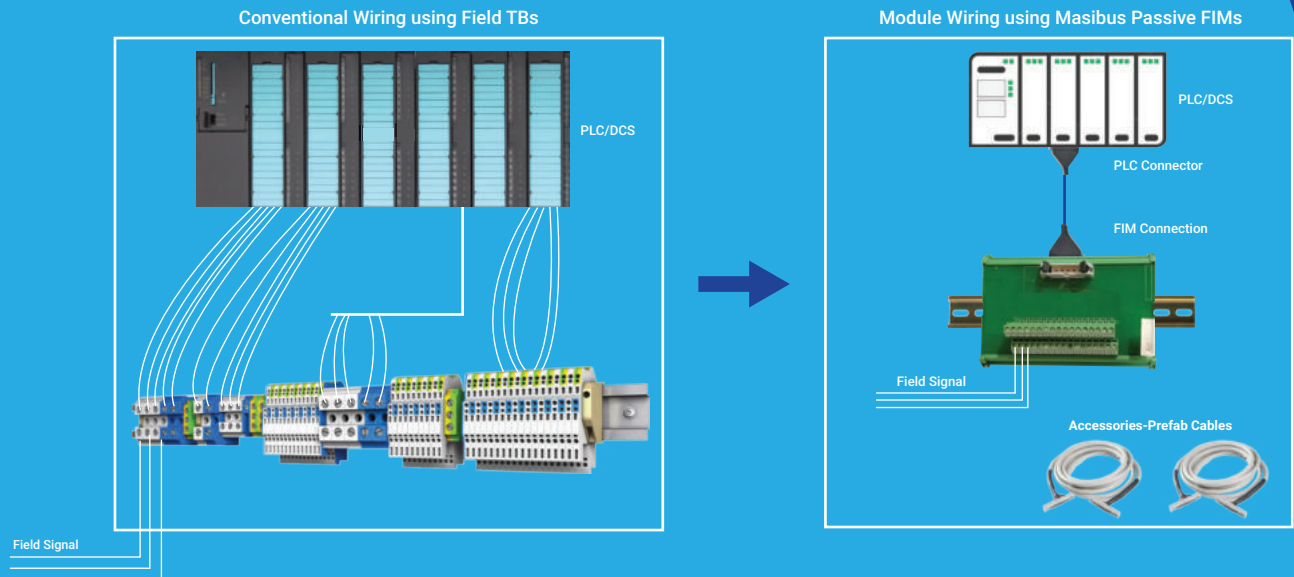 Conventional Wiring using Field TBs
PLC/DCS
Field Signal
Module Wiring using Masibus Passive FIMs
PLC/DCS
PLC Connector
FIM Connection
Field Signal
Accessories-Prefab Cables